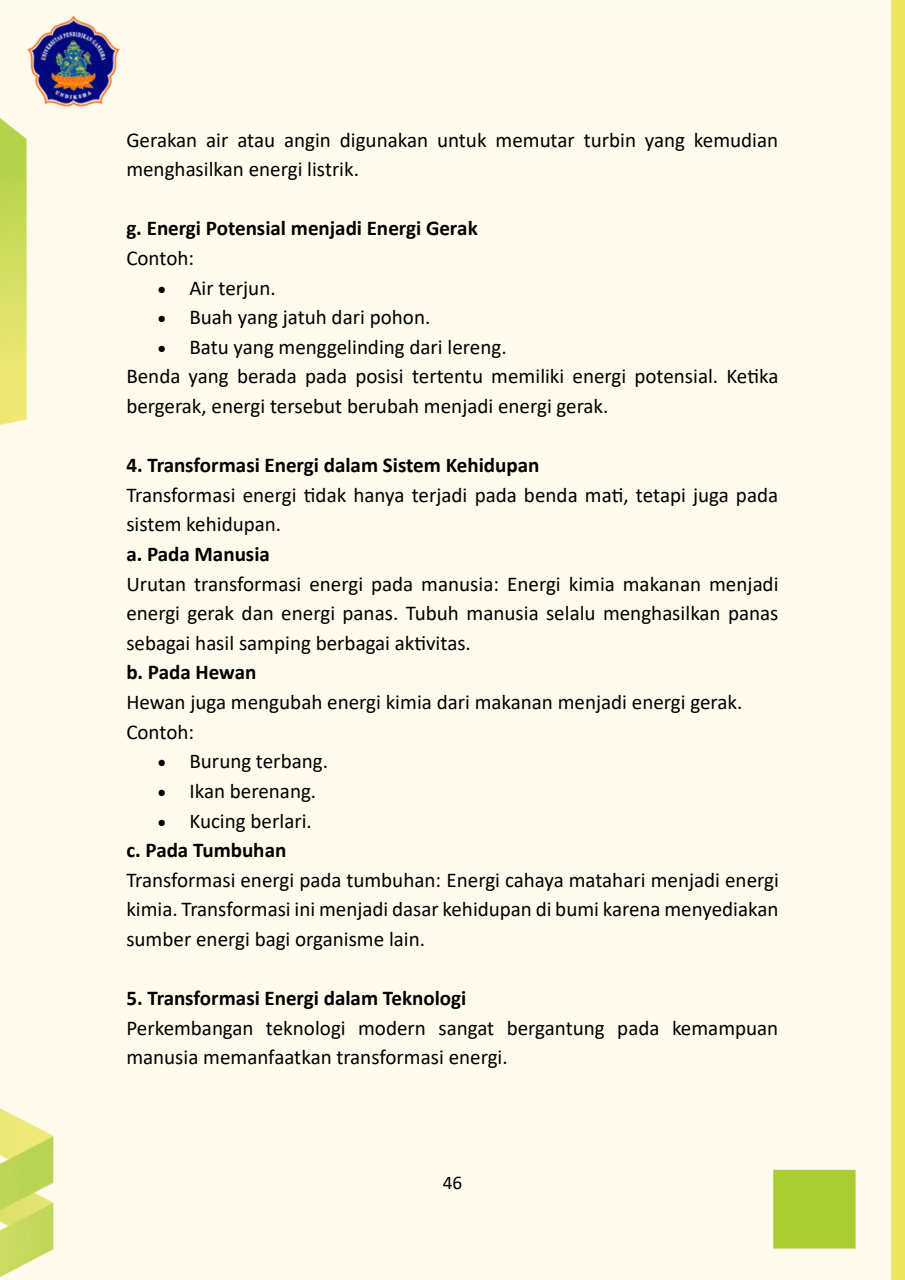 UNIVERSITAS PENDIDIKAN GANESHA
UNDIKSHA
Gerakan air atau angin digunakan untuk memutar turbin yang kemudian
menghasilkan energi listrik.
g. Energi Potensial menjadi Energi Gerak
Contoh:
• Air terjun.
• Buah yang jatuh dari pohon.
• Batu yang menggelinding dari lereng.
Benda yang berada pada posisi tertentu memiliki energi potensial. Ketika
bergerak, energi tersebut berubah menjadi energi gerak.
4. Transformasi Energi dalam Sistem Kehidupan
Transformasi energi tidak hanya terjadi pada benda mati, tetapi juga pada
sistem kehidupan.
a. Pada Manusia
Urutan transformasi energi pada manusia: Energi kimia makanan menjadi
energi gerak dan energi panas. Tubuh manusia selalu menghasilkan panas
sebagai hasil samping berbagai aktivitas.
b. Pada Hewan
Hewan juga mengubah energi kimia dari makanan menjadi energi gerak.
Contoh:
• Burung terbang.
• Ikan berenang.
• Kucing berlari.
c. Pada Tumbuhan
Transformasi energi pada tumbuhan: Energi cahaya matahari menjadi energi
kimia. Transformasi ini menjadi dasar kehidupan di bumi karena menyediakan
sumber energi bagi organisme lain.
5. Transformasi Energi dalam Teknologi
Perkembangan teknologi modern sangat bergantung pada kemampuan
manusia memanfaatkan transformasi energi.
46